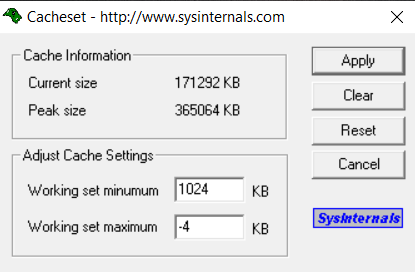 Cacheset - http://www.sysinternals.com
Cache Information
Current size 171292 KB
Peak size 365064 KB
Adjust Cache Settings
Working set minumum 1024 KB
Working set maximum -4 KB
Apply
Clear
Reset
Cancel
SysInternals